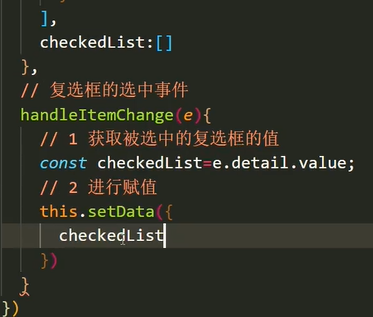 ],
checkedList:[]
},
// 复选框的选中事件
handleItemChange(e){
// 1 获取被选中的复选框的值
const checkedList=e.detail.value;
// 2 进行赋值
this.setData({
checkedList
})
}
})